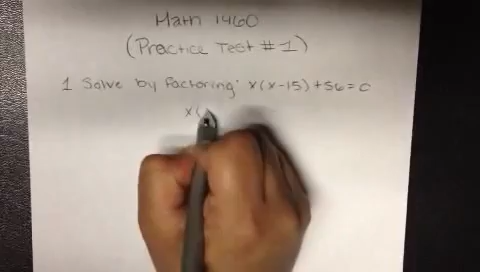 Math 1460
(Practice Test #1)
1 Solve by factoring: x(x-15)+56=0
x(